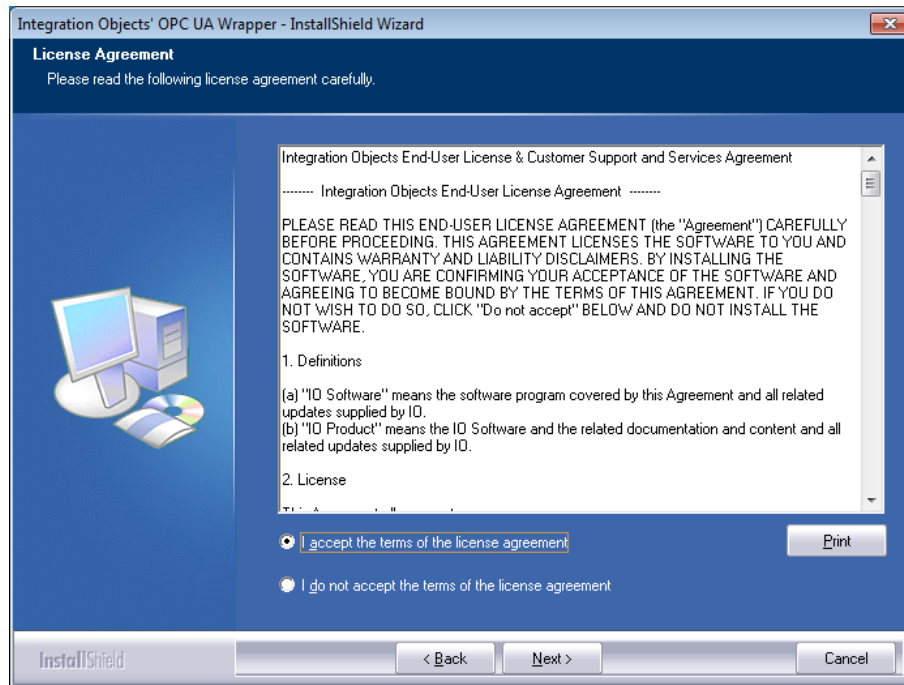 Integration Objects' OPC UA Wrapper - InstallShield Wizard
License Agreement
Please read the following license agreement carefully.
Integration Objects End-User License & Customer Support and Services Agreement
-------- Integration Objects End-User License Agreement --------
PLEASE READ THIS END-USER LICENSE AGREEMENT (the "Agreement") CAREFULLY
BEFORE PROCEEDING. THIS AGREEMENT LICENSES THE SOFTWARE TO YOU AND
CONTAINS WARRANTY AND LIABILITY DISCLAIMERS. BY INSTALLING THE
SOFTWARE, YOU ARE CONFIRMING YOUR ACCEPTANCE OF THE SOFTWARE AND
AGREEING TO BECOME BOUND BY THE TERMS OF THIS AGREEMENT. IF YOU DO
NOT WISH TO DO SO, CLICK "Do not accept" BELOW AND DO NOT INSTALL THE
SOFTWARE.
1. Definitions
(a) "IO Software" means the software program covered by this Agreement and all related
updates supplied by IO.
(b) "IO Product" means the IO Software and the related documentation and content and all
related updates supplied by IO.
2. License
I accept the terms of the license agreement
Print
I do not accept the terms of the license agreement
InstallShield
< Back
Next >
Cancel